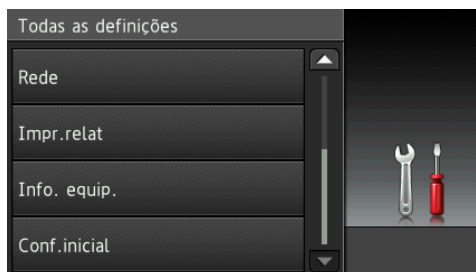 Todas as definições
Rede
Impr.relat
Info. equip.
Conf.inicial